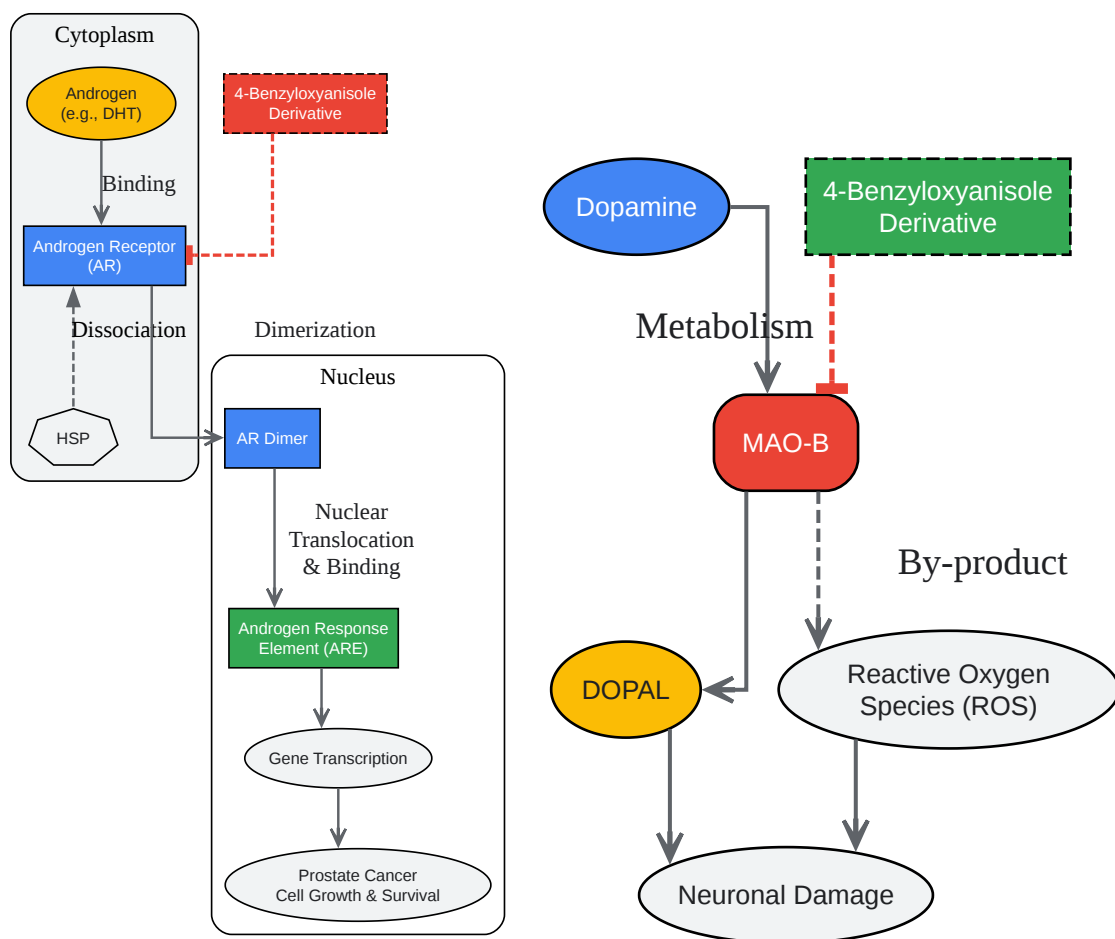 Cytoplasm
Androgen
(e.g., DHT)
4-Benzyloxyanisole
Derivative
Binding
Androgen Receptor
(AR)
Dissociation
HSP
Dimerization
Nucleus
AR Dimer
Nuclear
Translocation
& Binding
Androgen Response
Element (ARE)
Gene Transcription
Prostate Cancer
Cell Growth & Survival
Dopamine
4-Benzyloxyanisole
Derivative
Metabolism
MAO-B
By-product
DOPAL
Reactive Oxygen
Species (ROS)
Neuronal Damage